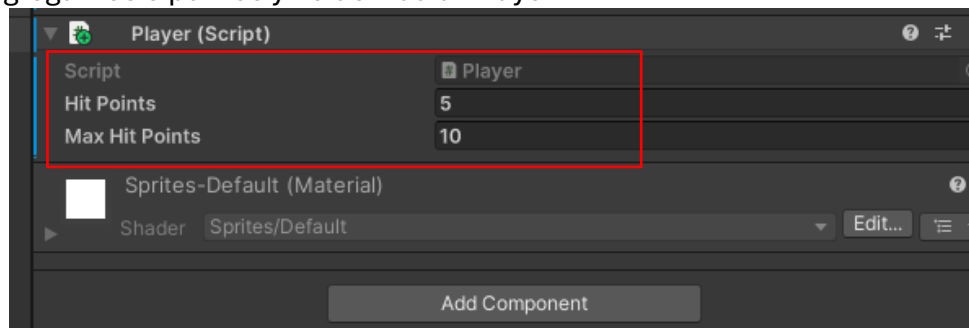 Player (Script)
Script Player
Hit Points 5
Max Hit Points 10
Sprites-Default (Material)
Shader Sprites/Default Edit...
Add Component